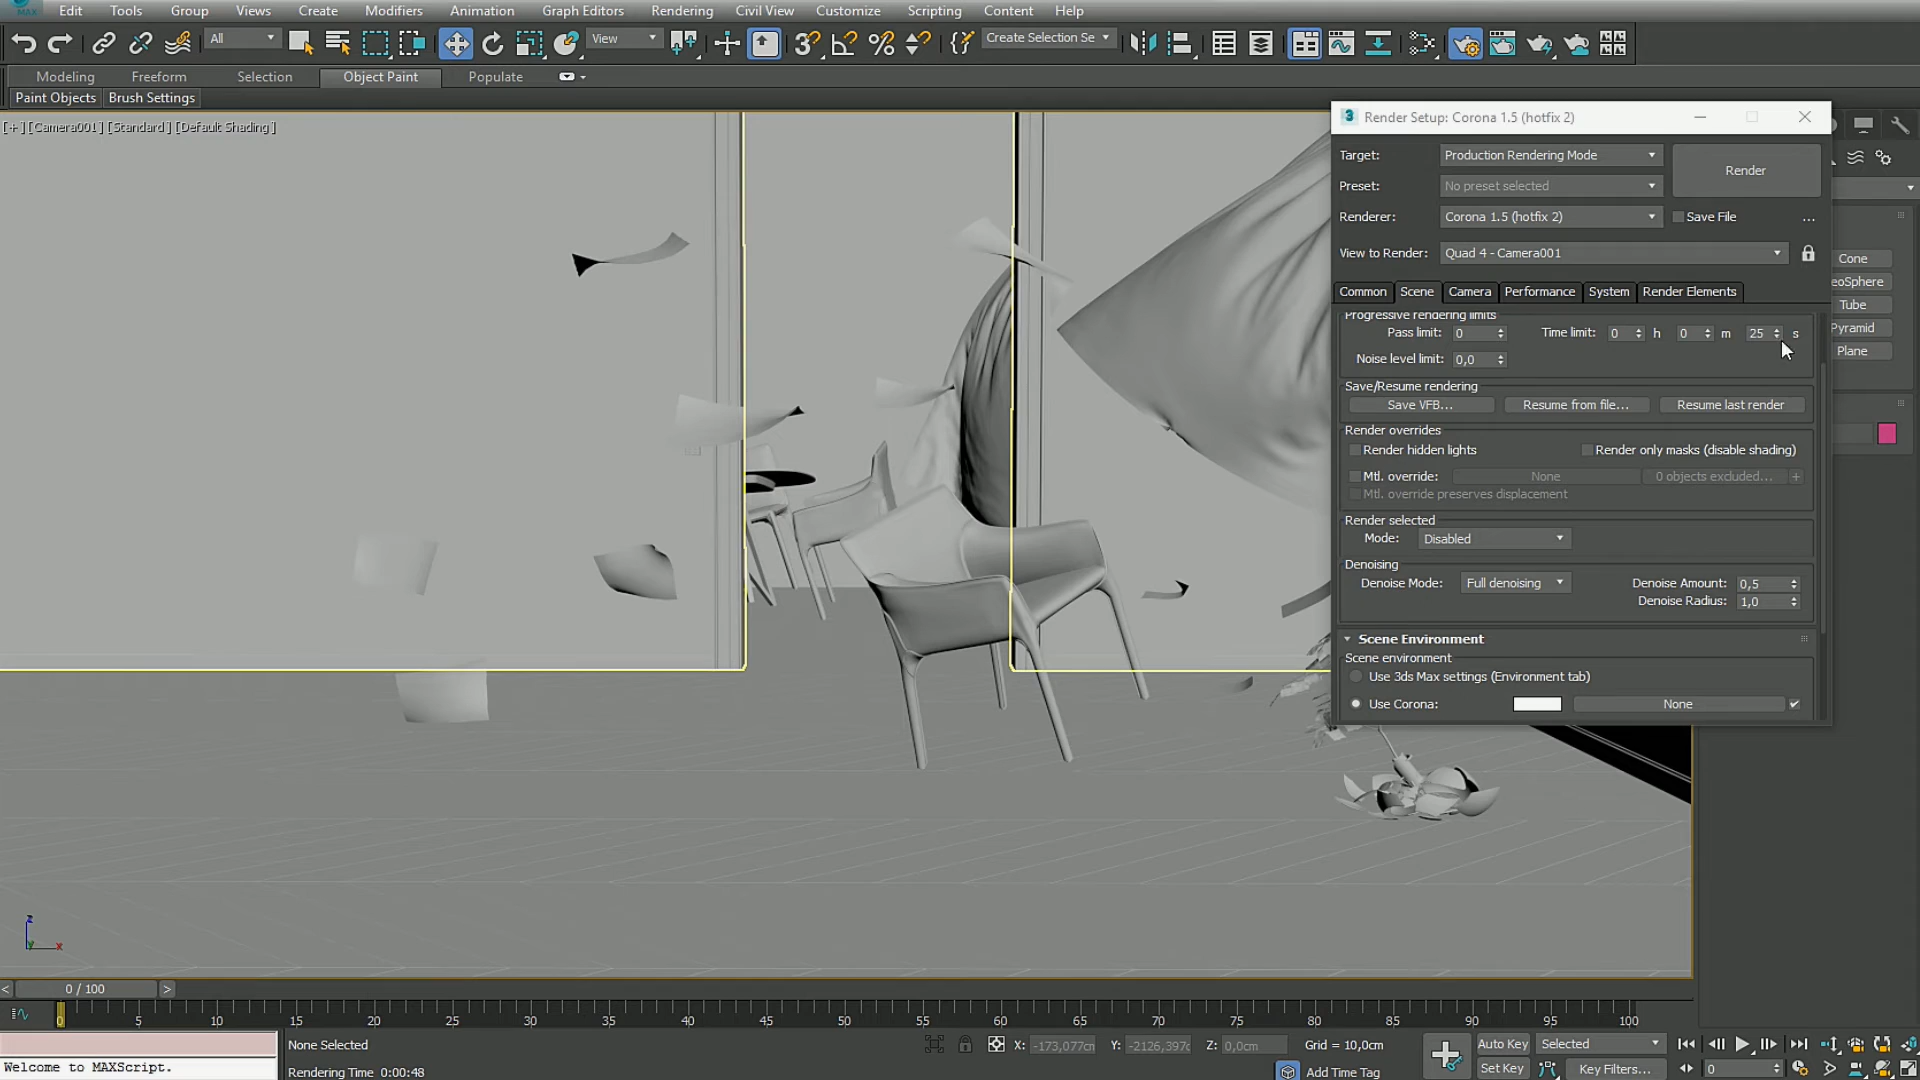 MAX Edit Tools Group Views Create Modifiers Animation Graph Editors Rendering Civil View Customize Scripting Content Help
All View Create Selection Se
Modeling Freeform Selection Object Paint Populate
Paint Objects Brush Settings
[+] [Camera001] [Standard] [Default Shading]
3 Render Setup: Corona 1.5 (hotfix 2)
Target: Production Rendering Mode
Render
Preset: No preset selected
Renderer: Corona 1.5 (hotfix 2) Save File ...
View to Render: Quad 4 - Camera001
Common Scene Camera Performance System Render Elements
Progressive rendering limits
Pass limit: 0 Time limit: 0 h 0 m 25 s
Noise level limit: 0,0
Save/Resume rendering
Save VFB... Resume from file... Resume last render
Render overrides
Render hidden lights Render only masks (disable shading)
Mtl. override: None 0 objects excluded... +
Mtl. override preserves displacement
Render selected
Mode: Disabled
Denoising
Denoise Mode: Full denoising Denoise Amount: 0,5
Denoise Radius: 1,0
Scene Environment
Scene environment
Use 3ds Max settings (Environment tab)
Use Corona: None
Cone
eoSphere
Tube
Pyramid
Plane
z
y x
< 0 / 100 >
0 5 10 15 20 25 30 35 40 45 50 55 60 65 70 75 80 85 90 95 100
None Selected X: -173,077cm Y: -2126,397c Z: 0,0cm Grid = 10,0cm Auto Key Selected
Welcome to MAXScript. Rendering Time 0:00:48 Add Time Tag Set Key Key Filters... 0